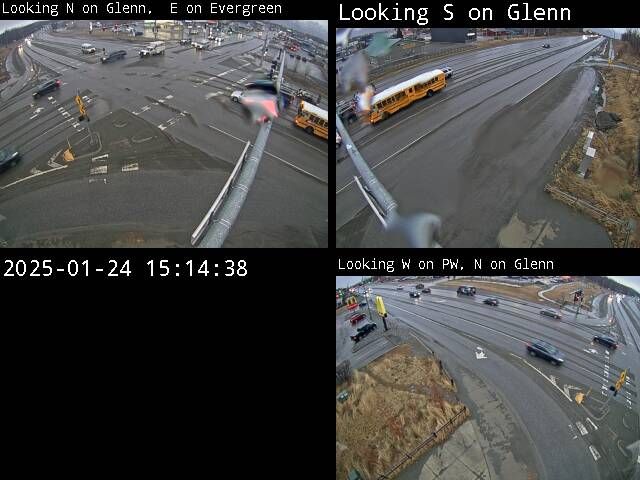 Looking N on Glenn, E on Evergreen
Looking S on Glenn
2025-01-24 15:14:38
Looking W on PW, N on Glenn